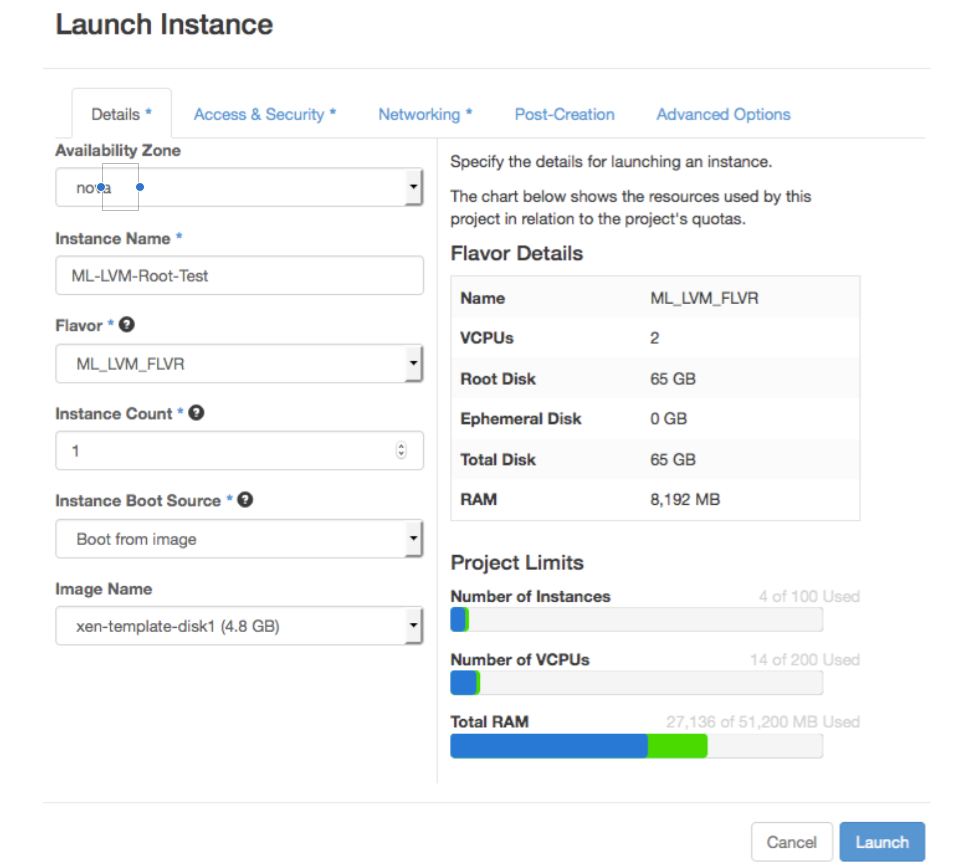 Launch Instance
Details *
Access & Security *
Networking *
Post-Creation
Advanced Options
Availability Zone
nova
Instance Name *
ML-LVM-Root-Test
Flavor *
ML_LVM_FLVR
Instance Count *
1
Instance Boot Source *
Boot from image
Image Name
xen-template-disk1 (4.8 GB)
Specify the details for launching an instance.
The chart below shows the resources used by this
project in relation to the project's quotas.
Flavor Details
Name ML_LVM_FLVR
VCPUs 2
Root Disk 65 GB
Ephemeral Disk 0 GB
Total Disk 65 GB
RAM 8,192 MB
Project Limits
Number of Instances 4 of 100 Used
Number of VCPUs 14 of 200 Used
Total RAM 27,136 of 51,200 MB Used
Cancel
Launch